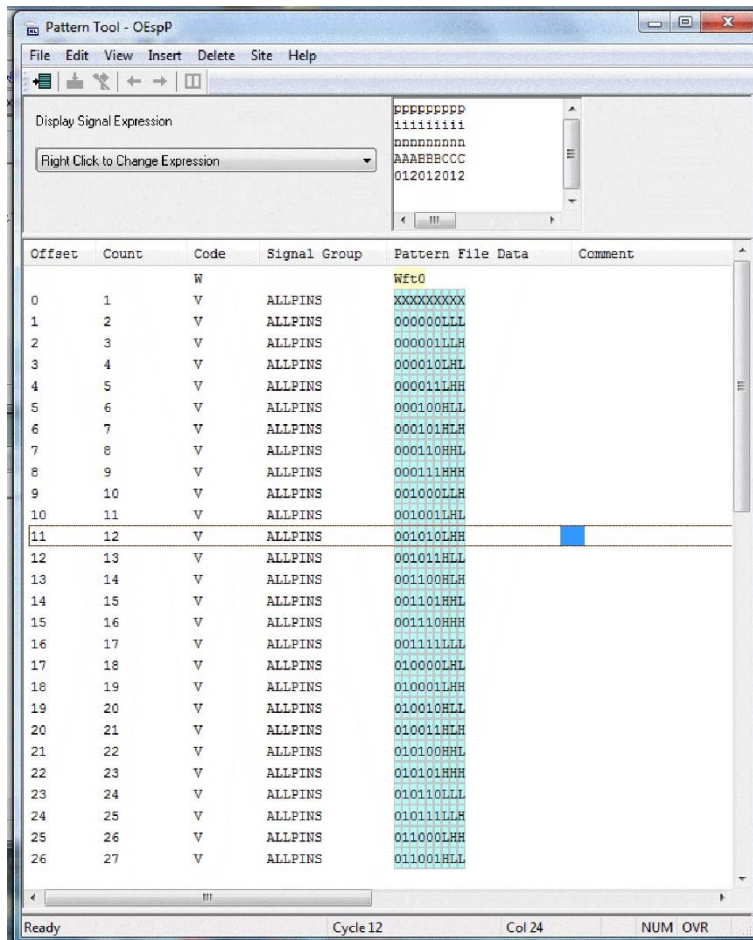 Pattern Tool - OEspP
File Edit View Insert Delete Site Help
Display Signal Expression
Right Click to Change Expression
ppppppppp
iiiiiiiii
nnnnnnnnn
AAABBBCCC
012012012
Offset Count Code Signal Group Pattern File Data Comment
W Wft0
0 1 V ALLPINS XXXXXXXXX
1 2 V ALLPINS 000000LLL
2 3 V ALLPINS 000001LLH
3 4 V ALLPINS 000010LHL
4 5 V ALLPINS 000011LHH
5 6 V ALLPINS 000100HLL
6 7 V ALLPINS 000101HLH
7 8 V ALLPINS 000110HHL
8 9 V ALLPINS 000111HHH
9 10 V ALLPINS 001000LLH
10 11 V ALLPINS 001001LHL
11 12 V ALLPINS 001010LHH
12 13 V ALLPINS 001011HLL
13 14 V ALLPINS 001100HLH
14 15 V ALLPINS 001101HHL
15 16 V ALLPINS 001110HHH
16 17 V ALLPINS 001111LLL
17 18 V ALLPINS 010000LHL
18 19 V ALLPINS 010001LHH
19 20 V ALLPINS 010010HLL
20 21 V ALLPINS 010011HLH
21 22 V ALLPINS 010100HHL
22 23 V ALLPINS 010101HHH
23 24 V ALLPINS 010110LLL
24 25 V ALLPINS 010111LLH
25 26 V ALLPINS 011000LHH
26 27 V ALLPINS 011001HLL
Ready Cycle 12 Col 24 NUM OVR